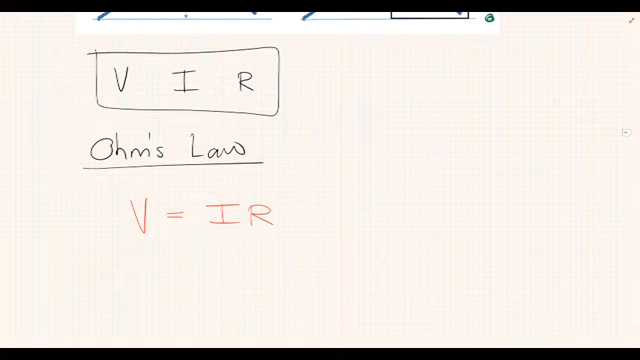 V I R
Ohm's Law
V = IR